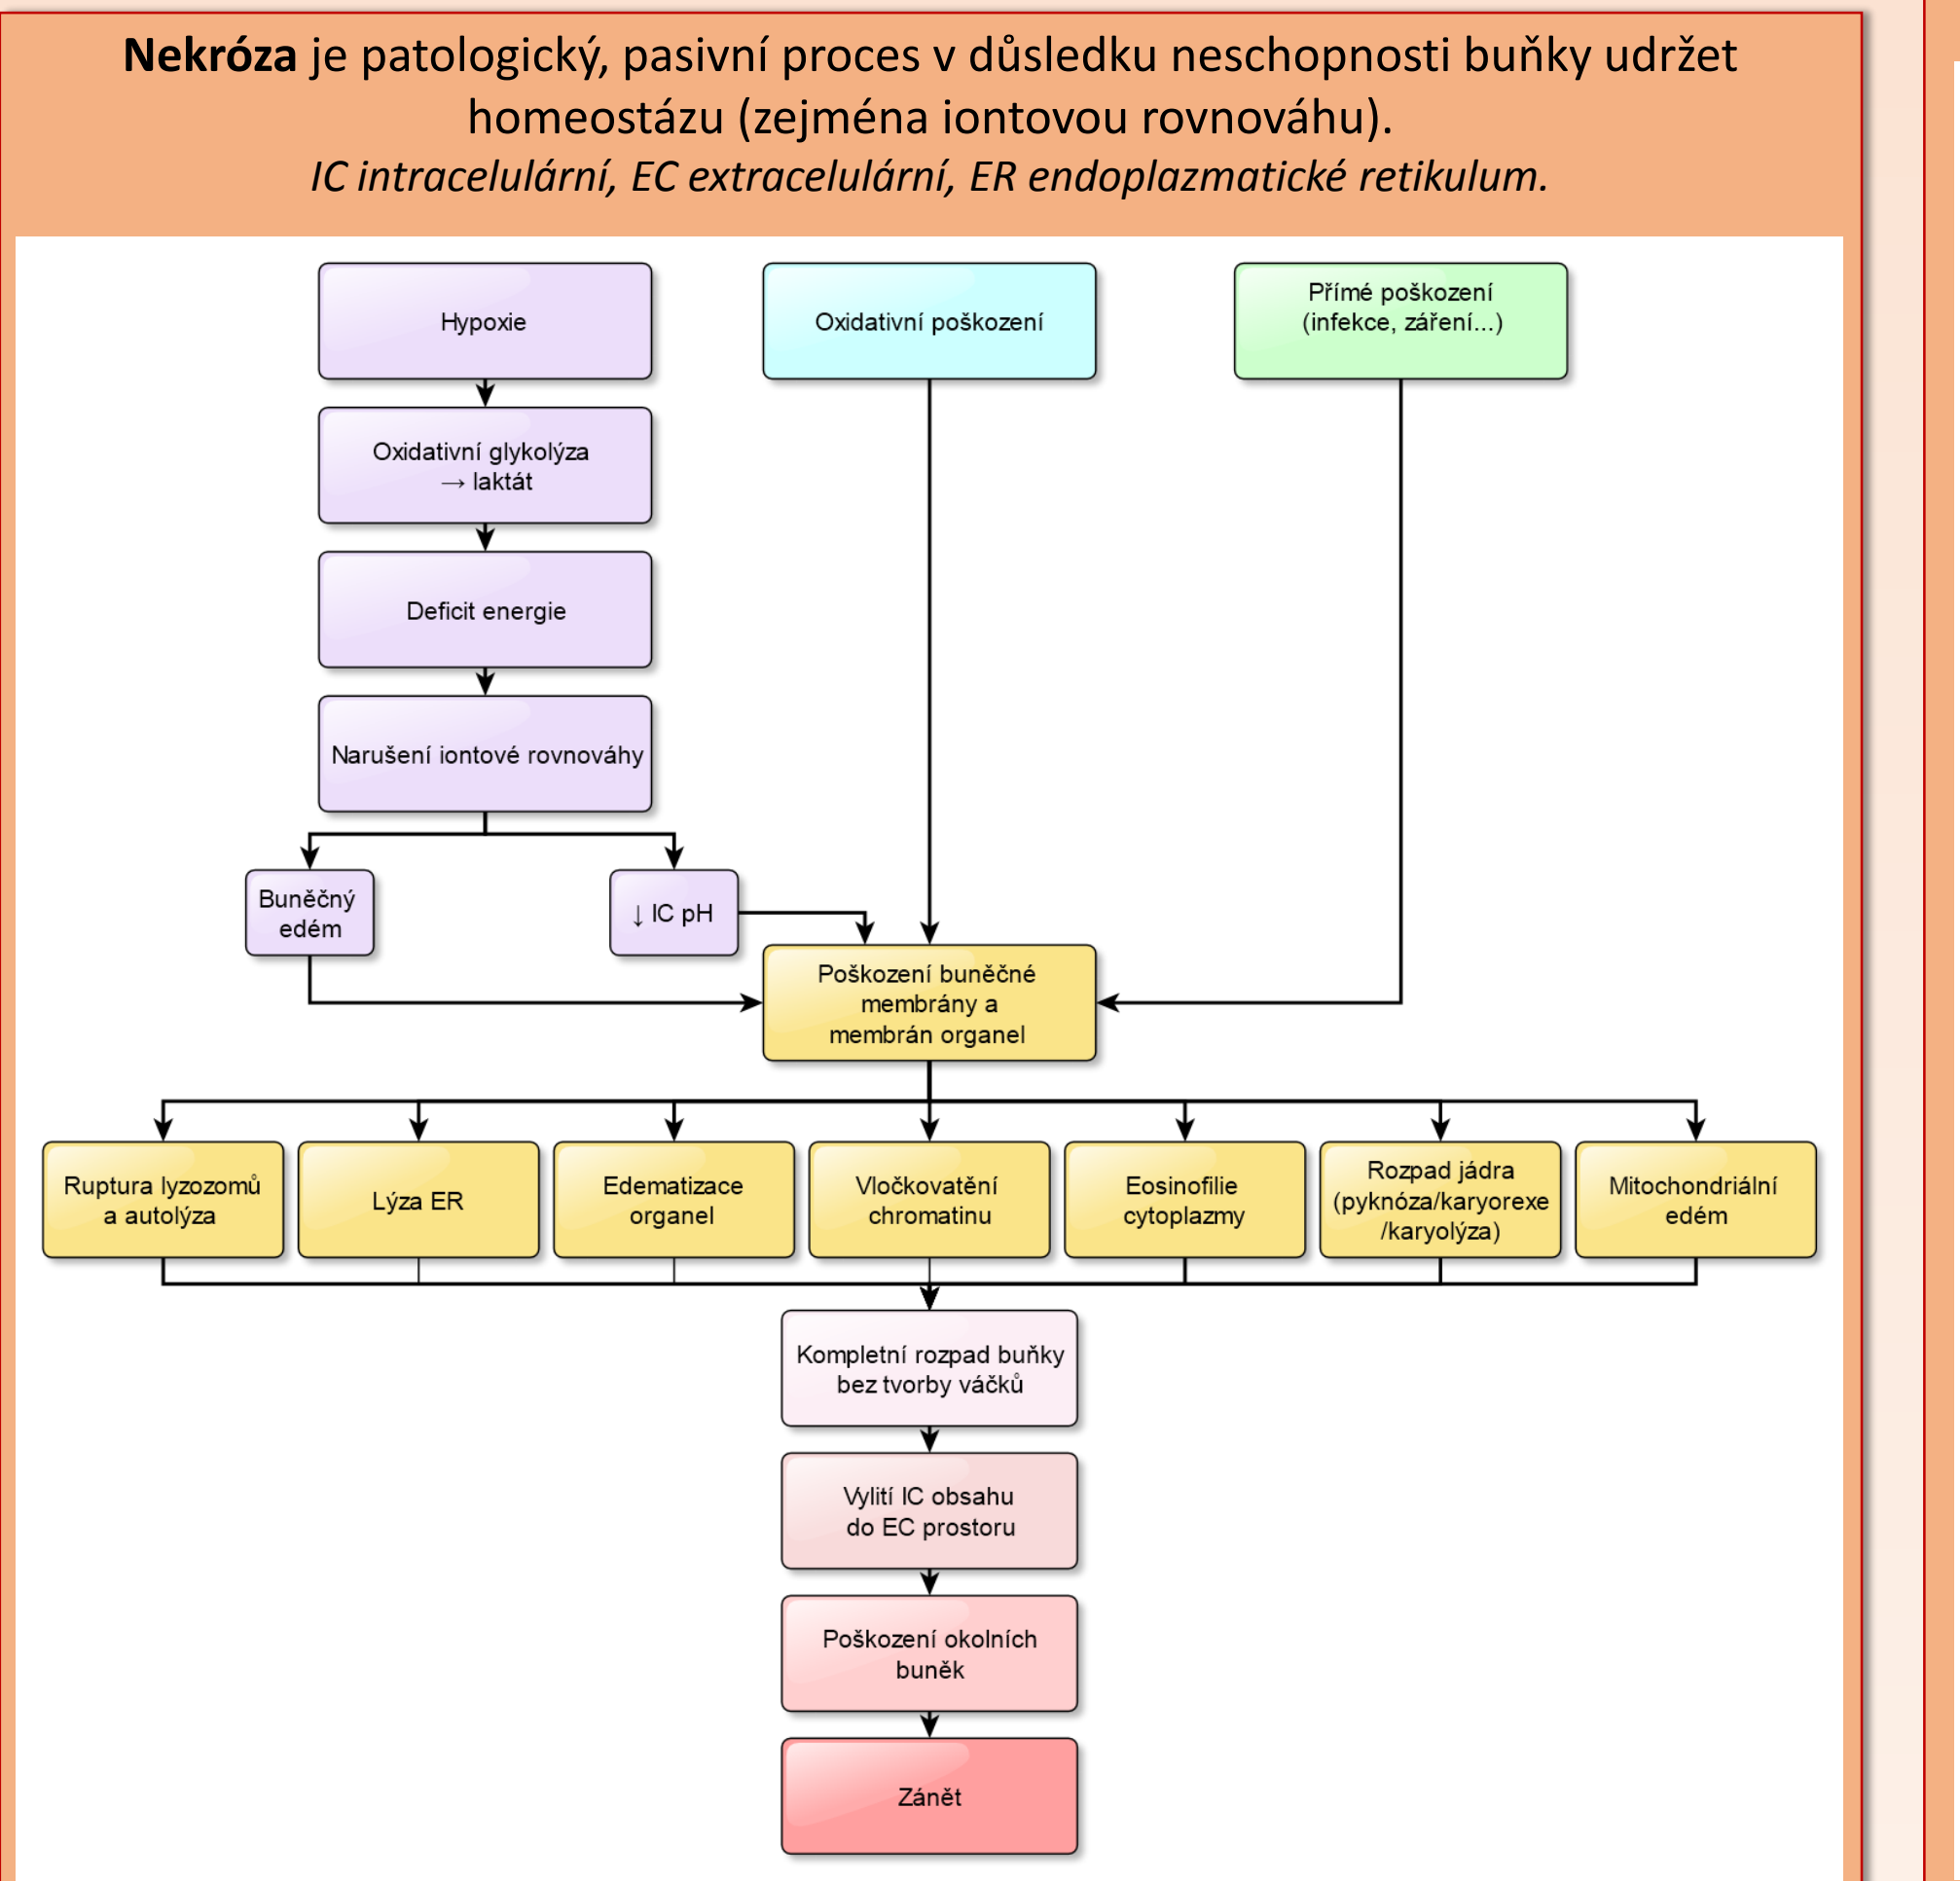 Nekróza je patologický, pasivní proces v důsledku neschopnosti buňky udržet
homeostázu (zejména iontovou rovnováhu).
IC intracelulární, EC extracelulární, ER endoplazmatické retikulum.
Hypoxie
Oxidativní poškození
Přímé poškození
(infekce, záření...)
Oxidativní glykolýza
→ laktát
Deficit energie
Narušení iontové rovnováhy
Buněčný
edém
↓ IC pH
Poškození buněčné
membrány a
membrán organel
Ruptura lyzozomů
a autolýza
Lýza ER
Edematizace
organel
Vločkovatění
chromatinu
Eosinofilie
cytoplazmy
Rozpad jádra
(pyknóza/karyorexe
/karyolýza)
Mitochondriální
edém
Kompletní rozpad buňky
bez tvorby váčků
Vylití IC obsahu
do EC prostoru
Poškození okolních
buněk
Zánět